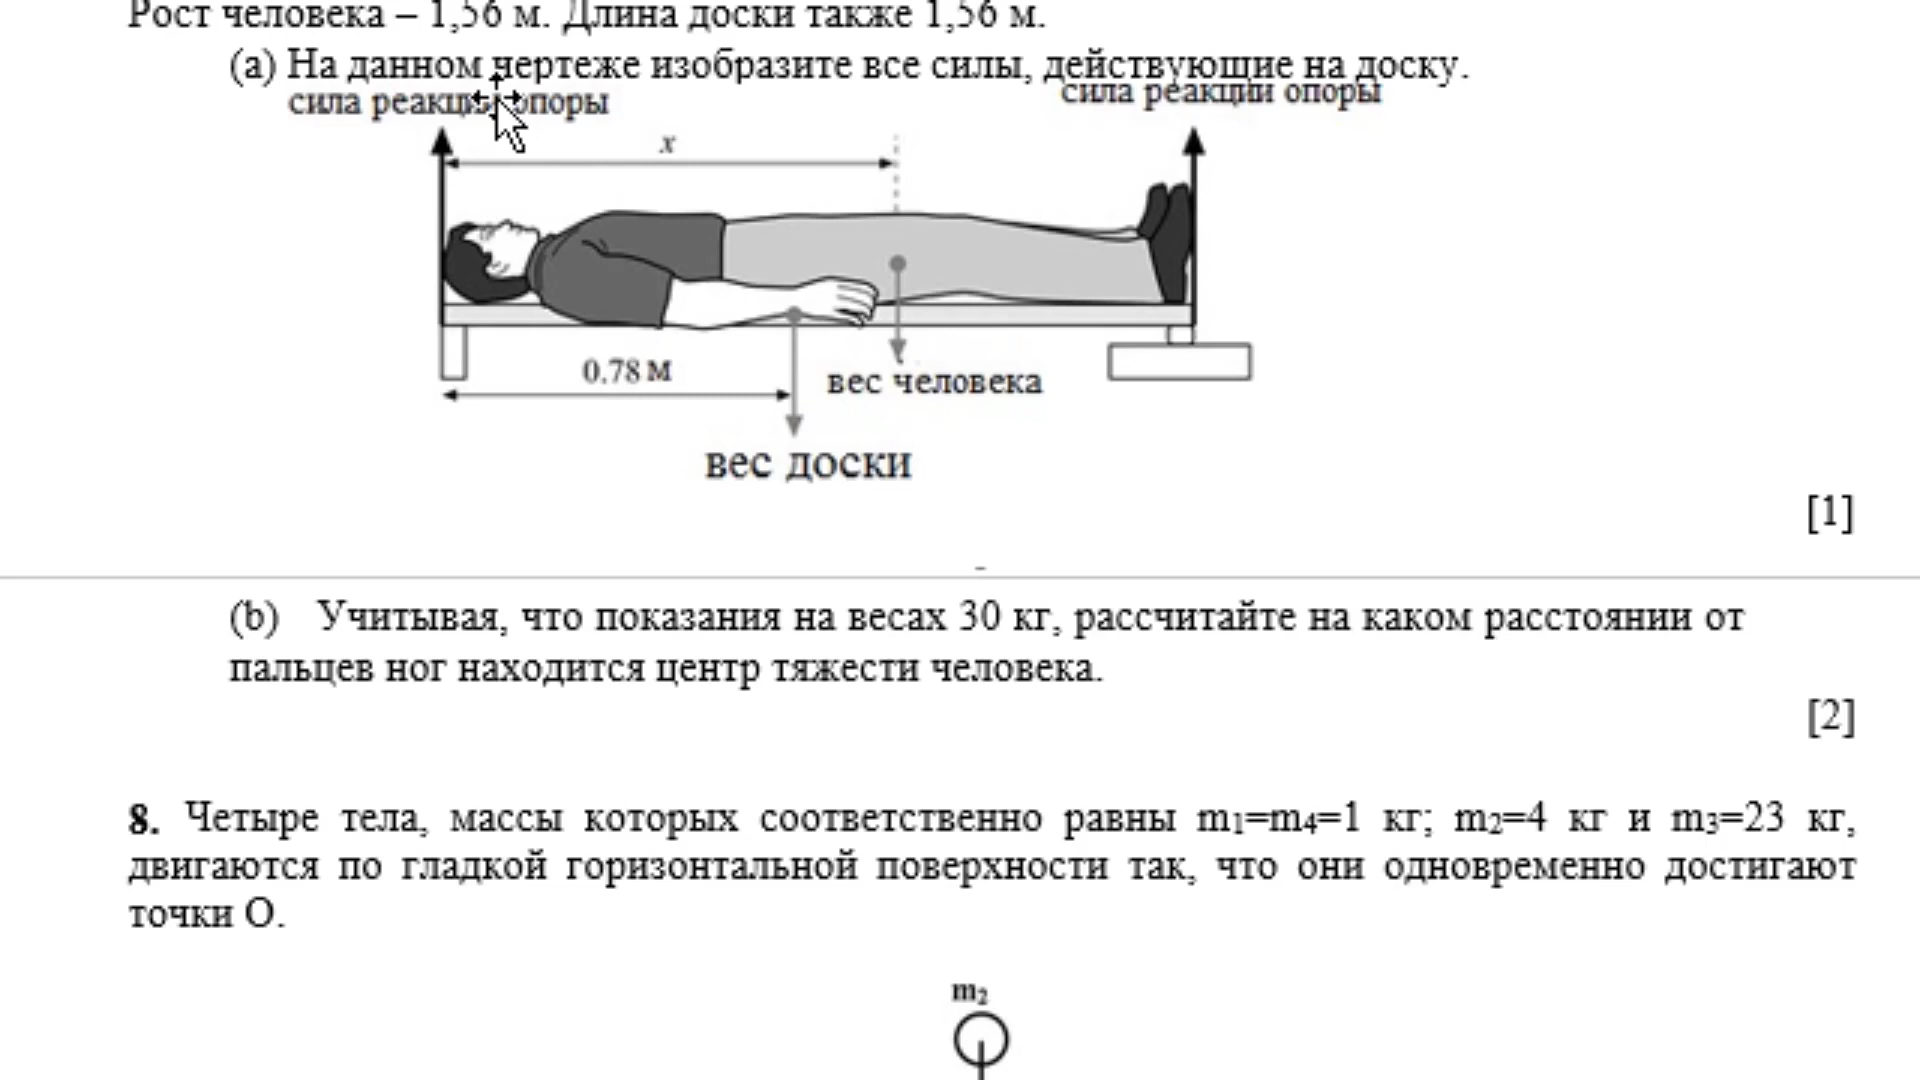 Рост человека – 1,56 м. Длина доски также 1,56 м.
(a) На данном чертеже изобразите все силы, действующие на доску.
сила реакции опоры
сила реакции опоры
x
0.78 м
вес человека
вес доски
[1]
(b) Учитывая, что показания на весах 30 кг, рассчитайте на каком расстоянии от
пальцев ног находится центр тяжести человека.
[2]
8. Четыре тела, массы которых соответственно равны m1=m4=1 кг; m2=4 кг и m3=23 кг,
двигаются по гладкой горизонтальной поверхности так, что они одновременно достигают
точки О.
m2